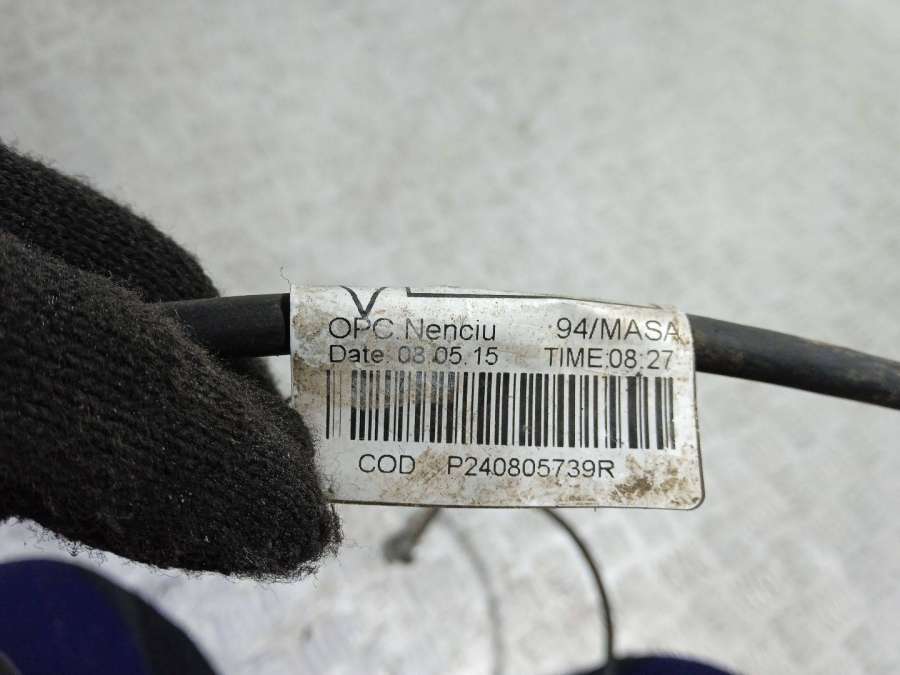 OPC. Nenciu 94/MASA
Date 08.05.15 TIME:08:27
COD P240805739R